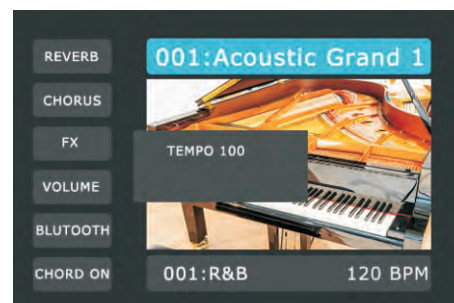 REVERB
001:Acoustic Grand 1
CHORUS
FX
TEMPO 100
VOLUME
BLUTOOTH
CHORD ON
001:R&B 120 BPM